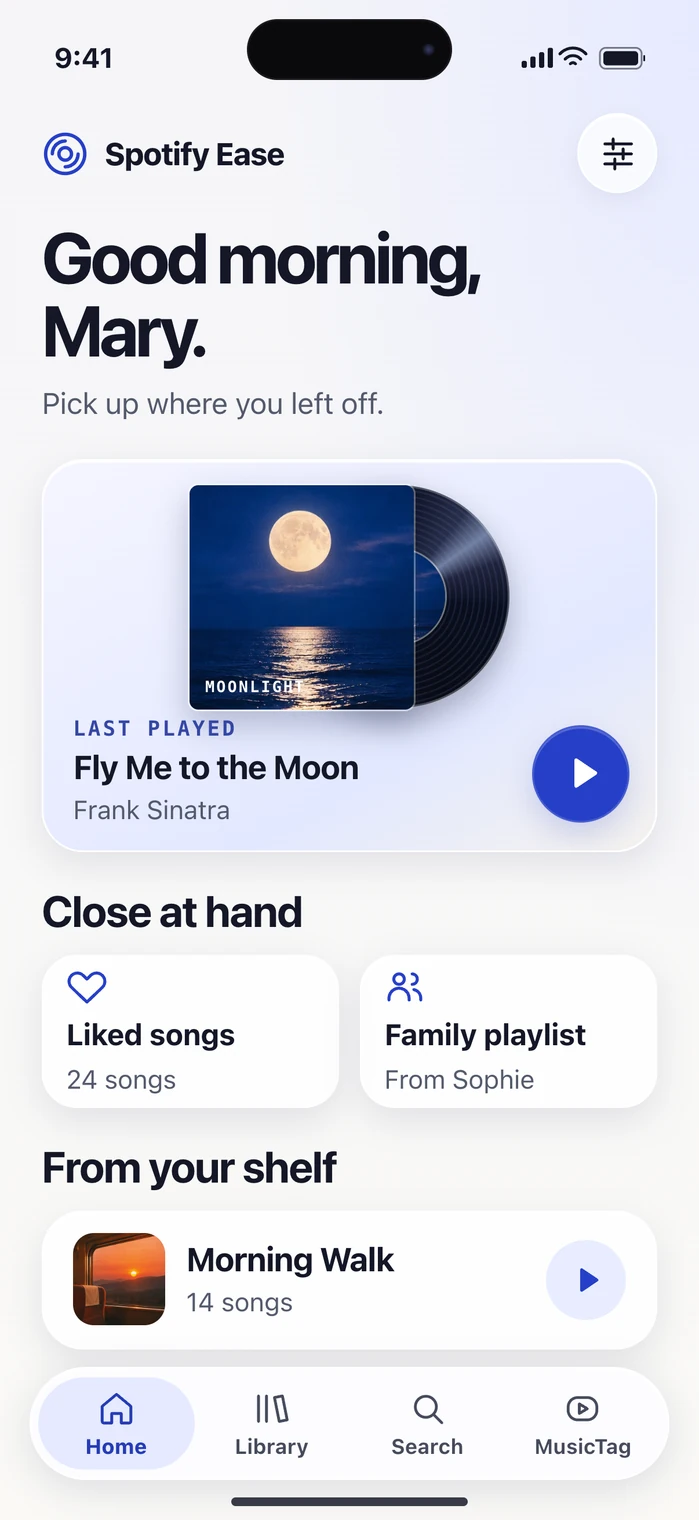 9:41
Spotify Ease
Good morning,
Mary.
Pick up where you left off.
MOONLIGHT
LAST PLAYED
Fly Me to the Moon
Frank Sinatra
Close at hand
Liked songs
24 songs
Family playlist
From Sophie
From your shelf
Morning Walk
14 songs
Home
Library
Search
MusicTag